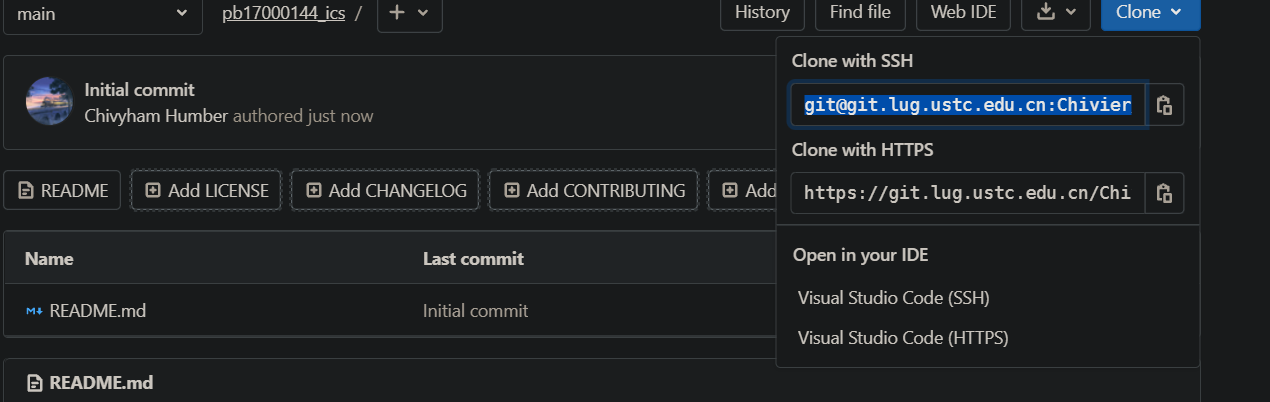 main pb17000144_ics / + History Find file Web IDE Clone
Clone with SSH
git@git.lug.ustc.edu.cn:Chivier
Clone with HTTPS
https://git.lug.ustc.edu.cn/Chi
Open in your IDE
Visual Studio Code (SSH)
Visual Studio Code (HTTPS)
Initial commit
Chivyham Humber authored just now
README Add LICENSE Add CHANGELOG Add CONTRIBUTING Add
Name Last commit
README.md Initial commit
README.md